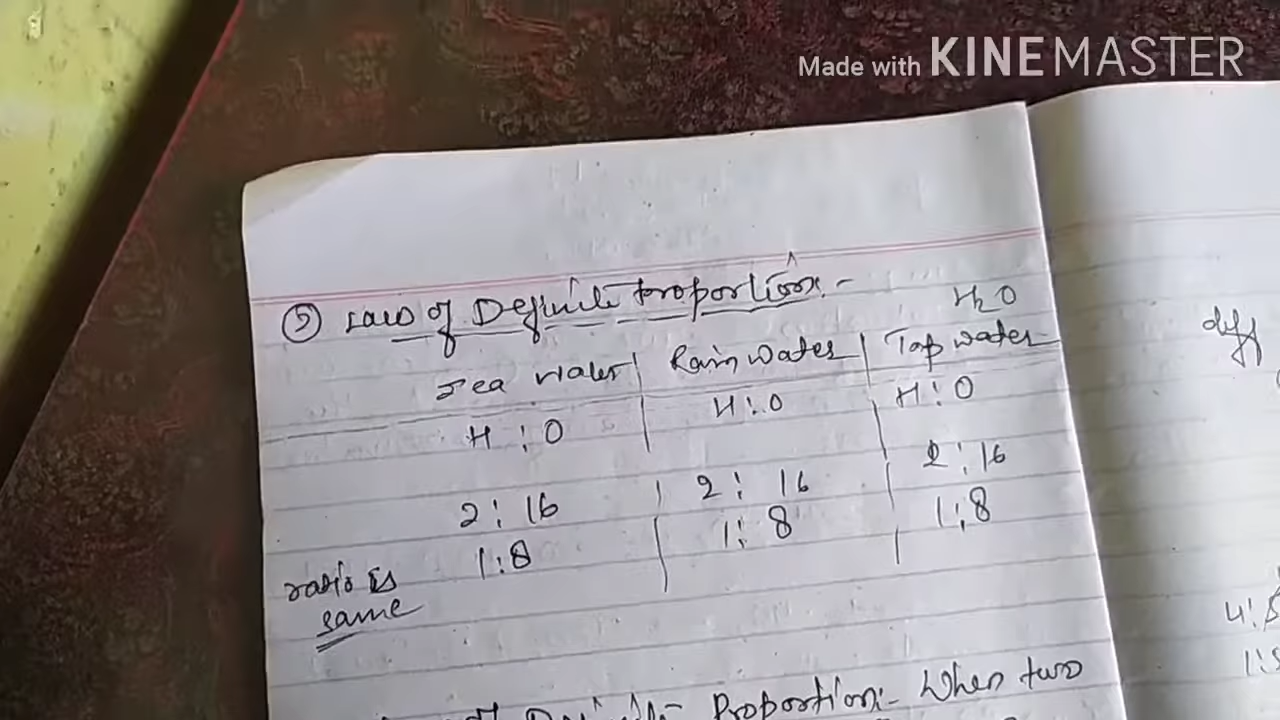 Made with KINEMASTER
② Law of Definite Proportion:-
H2O
Sea water | Rain water | Tap water
H : O | H : O | H : O
2 : 16 | 2 : 16 | 2 : 16
1 : 8 | 1 : 8 | 1 : 8
ratio is
same
Proportion:- When two
diff
4:
1: